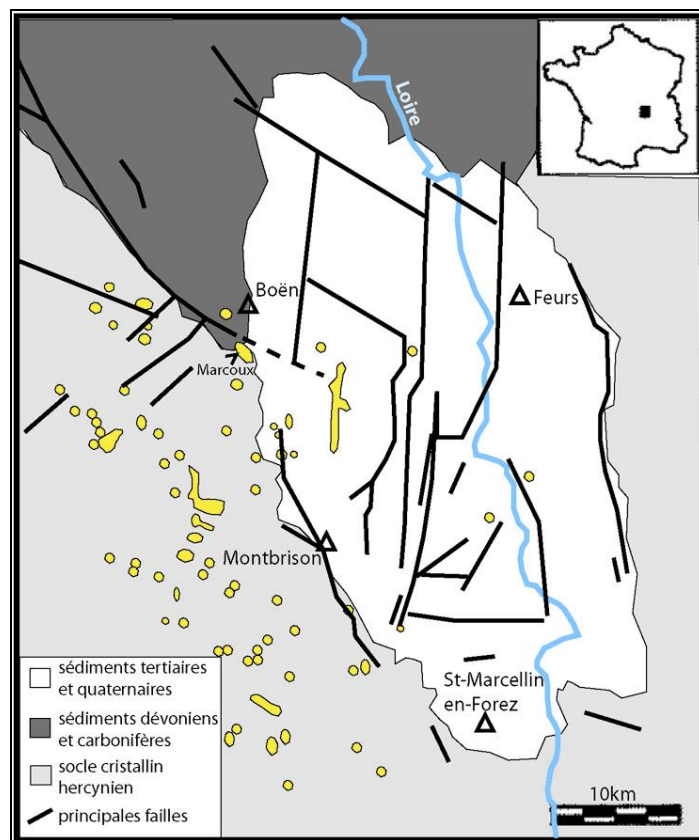 Loire
Boën
Feurs
Marcoux
Montbrison
St-Marcellin
en-Forez
sédiments tertiaires
et quaternaires
sédiments dévoniens
et carbonifères
socle cristallin
hercynien
principales failles
10km